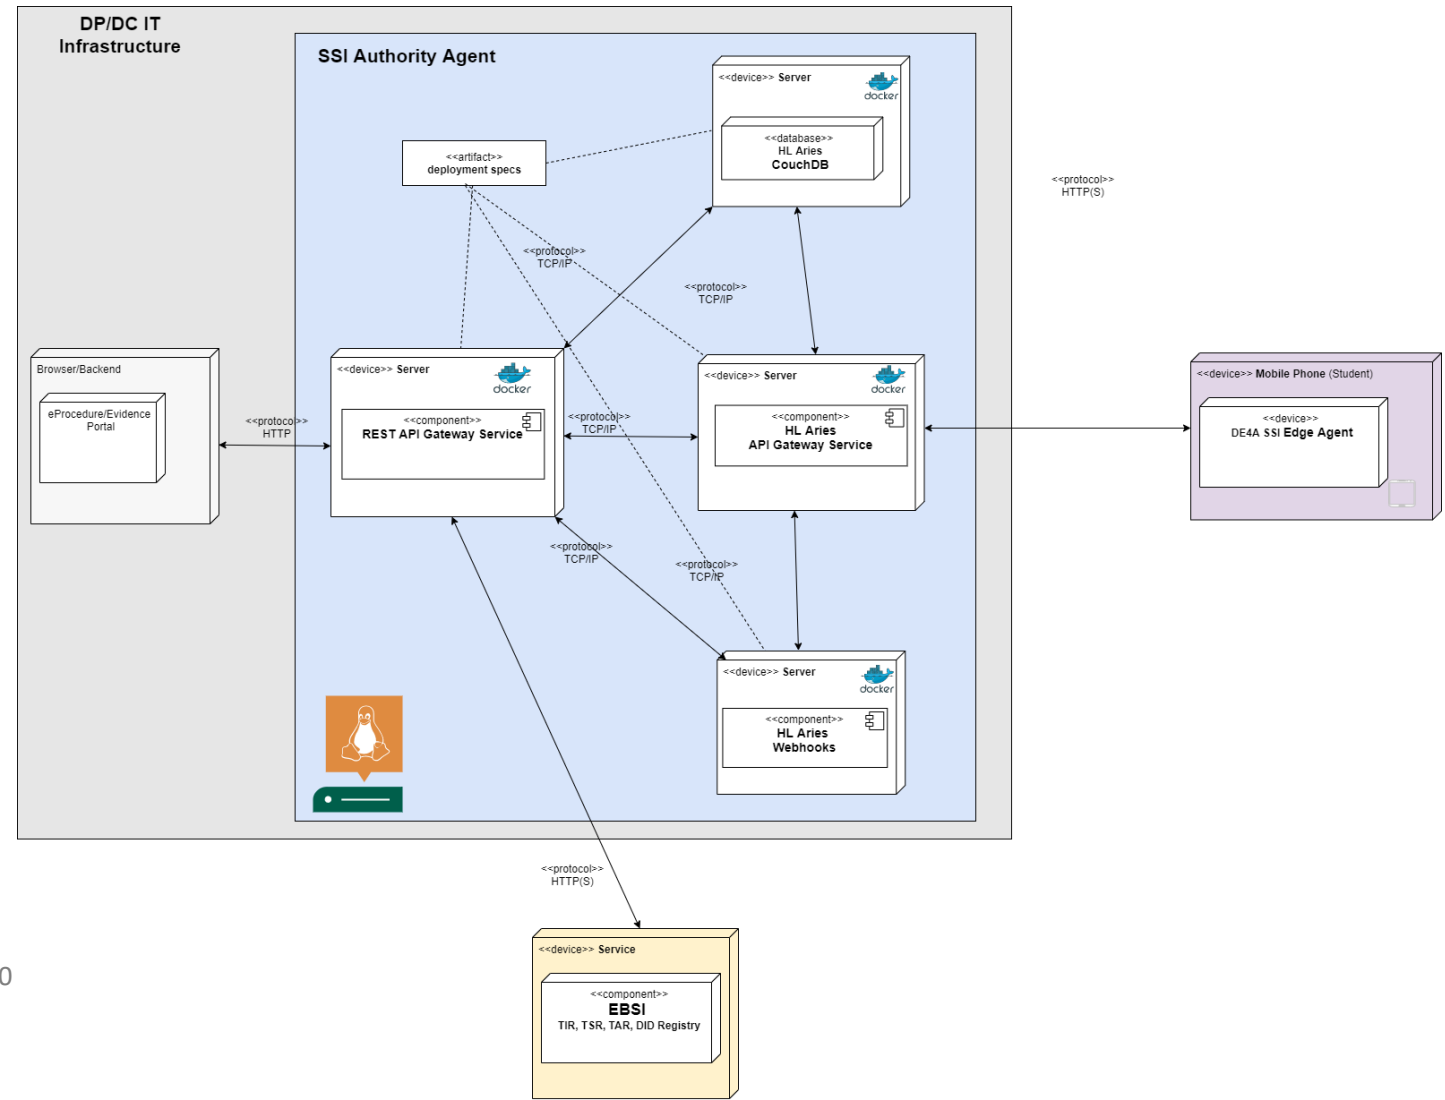 DP/DC IT
Infrastructure
SSI Authority Agent
<<device>> Server
docker
<<database>>
HL Aries
CouchDB
<<artifact>>
deployment specs
<<protocol>>
HTTP(S)
<<protocol>>
TCP/IP
<<protocol>>
TCP/IP
Browser/Backend
eProcedure/Evidence
Portal
<<protocol>>
HTTP
<<device>> Server
docker
<<component>>
REST API Gateway Service
<<protocol>>
TCP/IP
<<device>> Server
docker
<<component>>
HL Aries
API Gateway Service
<<device>> Mobile Phone (Student)
<<device>>
DE4A SSI Edge Agent
<<protocol>>
TCP/IP
<<protocol>>
TCP/IP
<<device>> Server
docker
<<component>>
HL Aries
Webhooks
<<protocol>>
HTTP(S)
<<device>> Service
<<component>>
EBSI
TIR, TSR, TAR, DID Registry
0